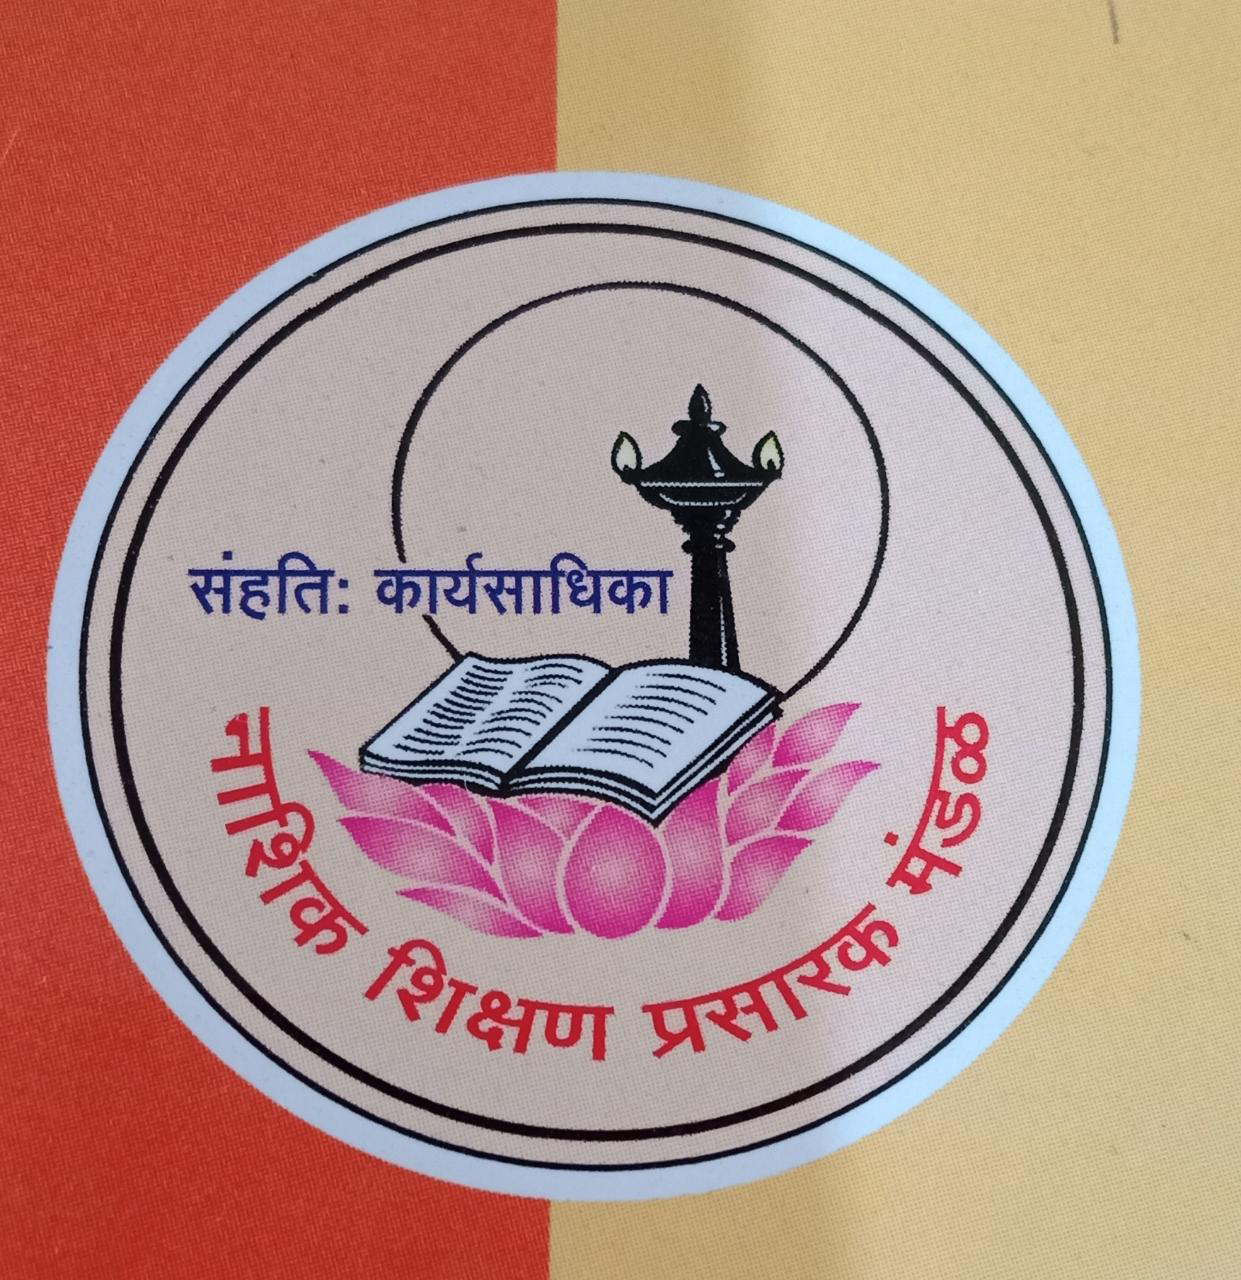 संहति: कार्यसाधिका
नाशिक शिक्षण प्रसारक मंडळ